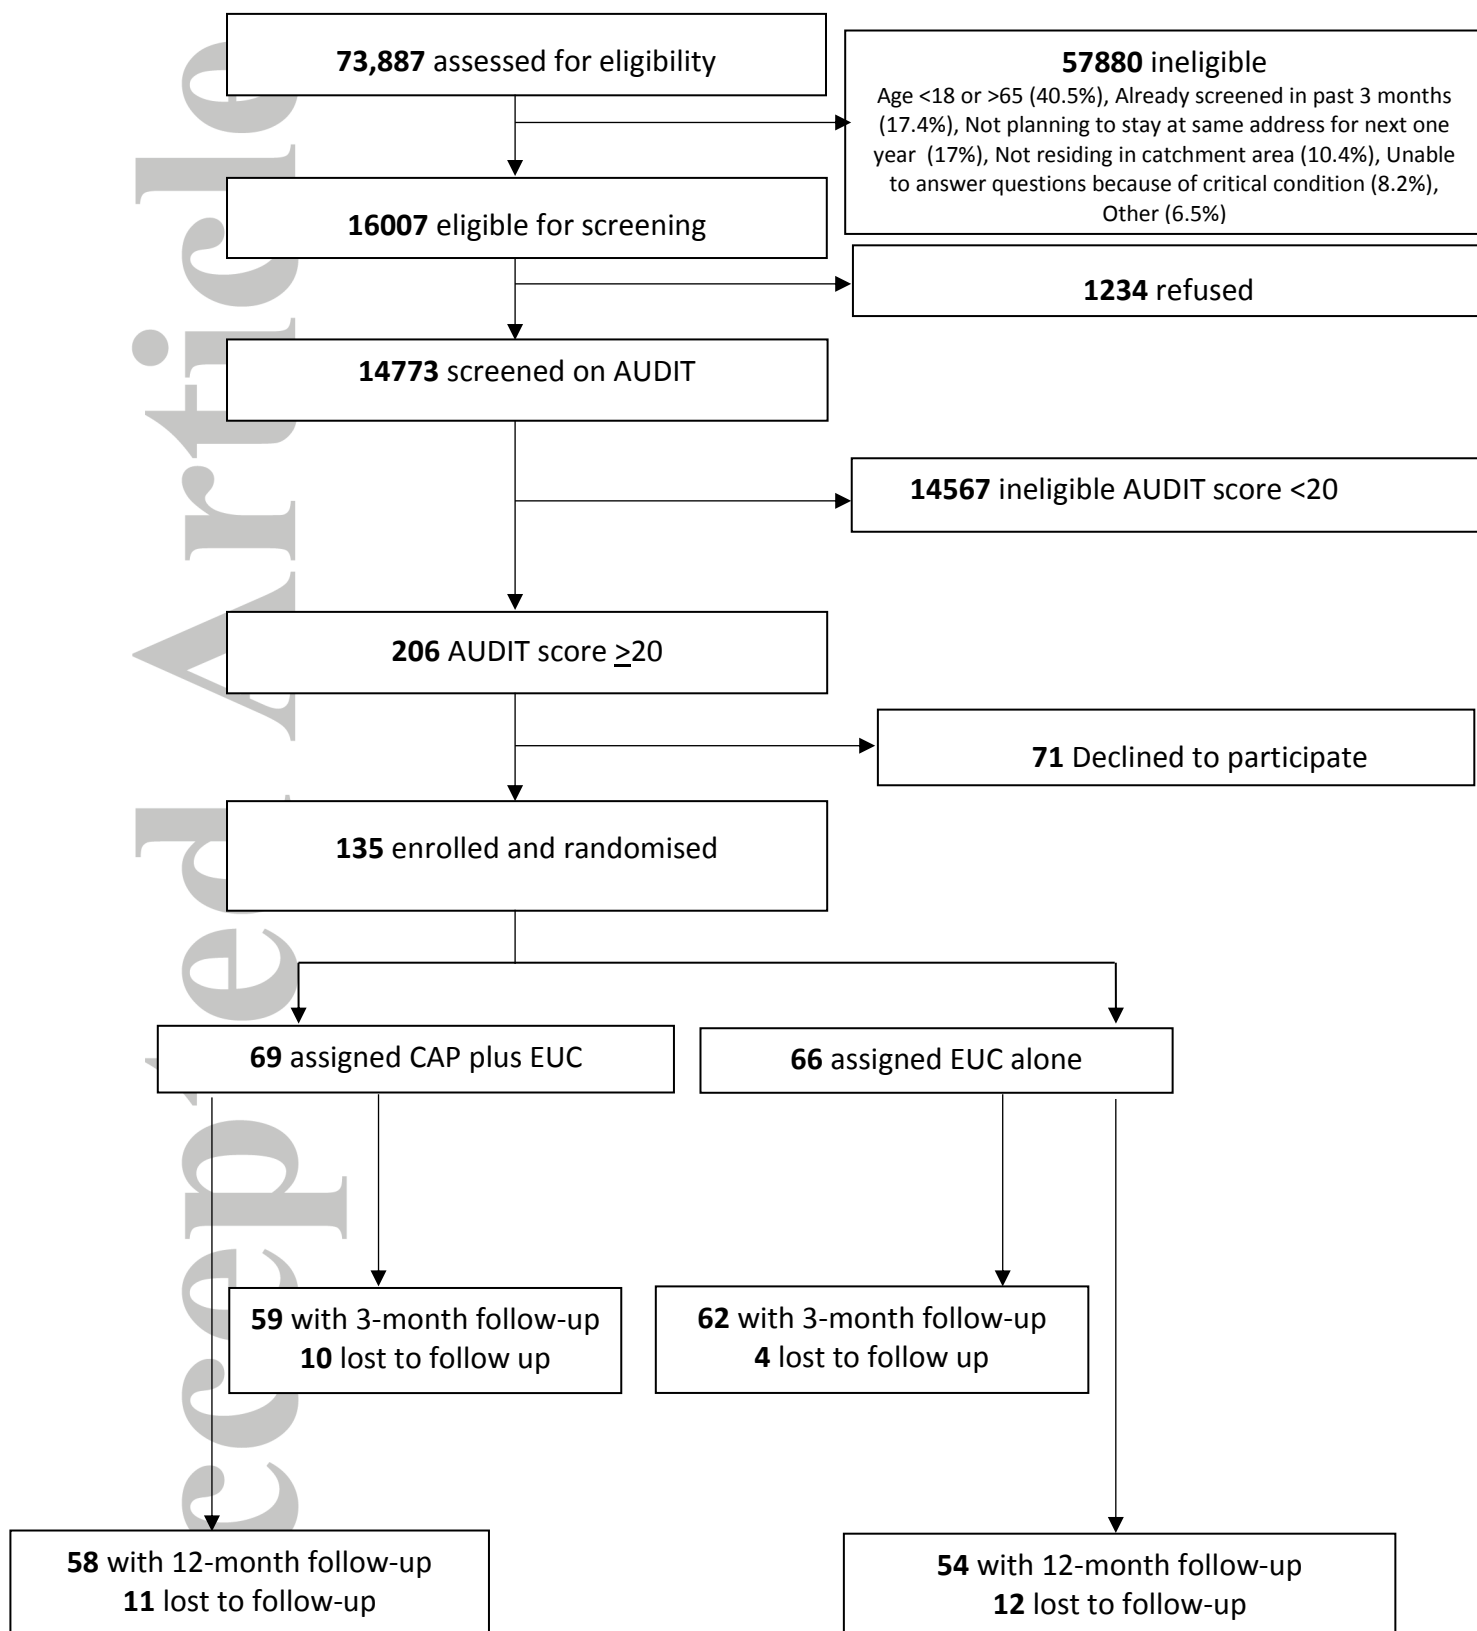 73,887 assessed for eligibility
57880 ineligible
Age <18 or >65 (40.5%), Already screened in past 3 months
(17.4%), Not planning to stay at same address for next one
year (17%), Not residing in catchment area (10.4%), Unable
to answer questions because of critical condition (8.2%),
Other (6.5%)
16007 eligible for screening
1234 refused
14773 screened on AUDIT
14567 ineligible AUDIT score <20
206 AUDIT score ≥20
71 Declined to participate
135 enrolled and randomised
69 assigned CAP plus EUC
66 assigned EUC alone
59 with 3-month follow-up
10 lost to follow up
62 with 3-month follow-up
4 lost to follow up
58 with 12-month follow-up
11 lost to follow-up
54 with 12-month follow-up
12 lost to follow-up
ccepted Article